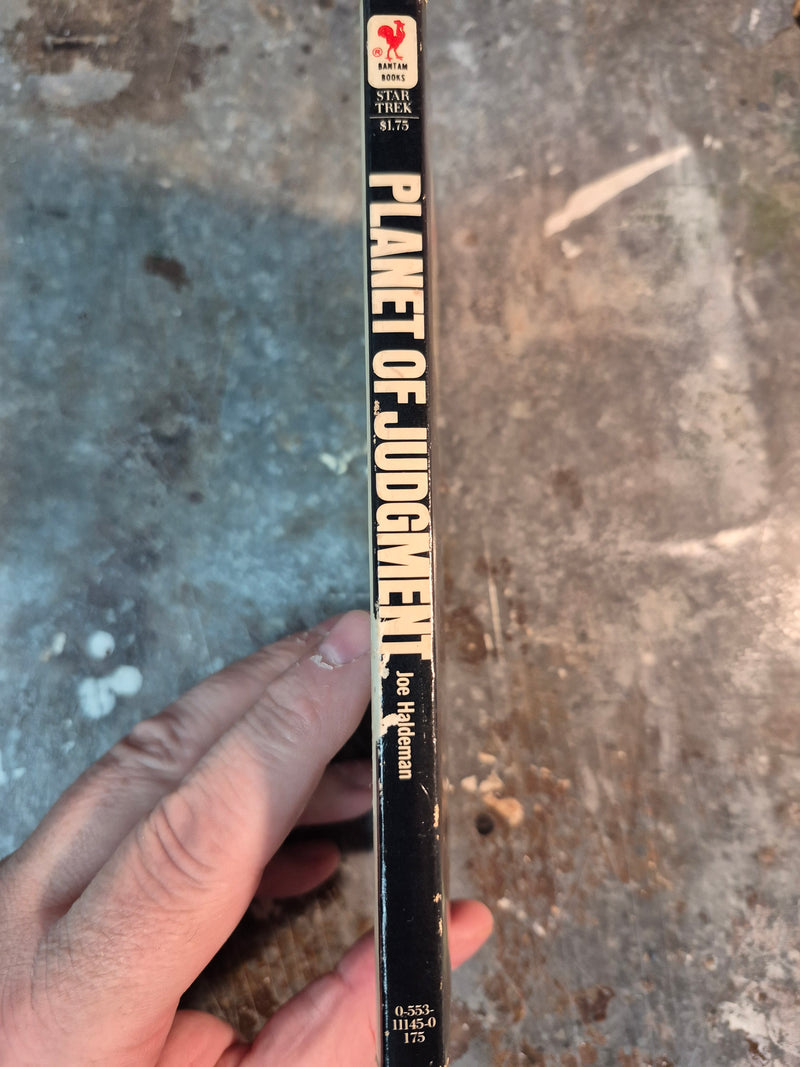 ®
BANTAM
BOOKS
STAR
TREK
$1.75
PLANET OF JUDGMENT
Joe Haldeman
0-553-
11145-0
175